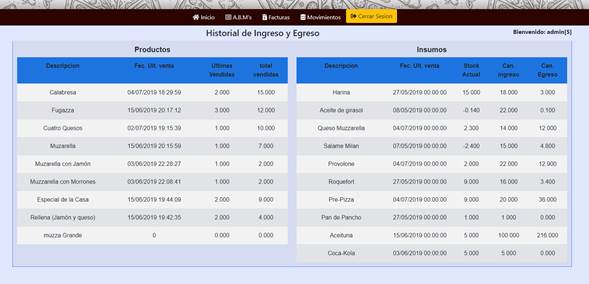 Inicio A.B.M's Facturas Movimientos Cerrar Sesion
Historial de Ingreso y Egreso
Bienvenido: admin[5]
Productos
Descripcion Fec. Ult. venta Ultimes Vendidas total vendidas
Calabresa 04/07/2019 18:29:59 2.000 15.000
Fugazza 15/06/2019 20:17:12 3.000 12.000
Cuatro Quesos 02/07/2019 19:15:39 1.000 10.000
Muzarella 15/06/2019 20:15:59 1.000 7.000
Muzarella con Jamón 03/06/2019 22:28:27 1.000 2.000
Muzzarella con Morrones 03/06/2019 22:08:41 1.000 2.000
Especial de la Casa 15/06/2019 19:44:09 2.000 9.000
Rellena (Jamón y queso) 15/06/2019 19:42:35 2.000 4.000
muzza Grande 0 0.000 0.000
Insumos
Descripcion Fec. Ult. venta Stock Actual Can. ingreso Can. Egreso
Harina 27/05/2019 00:00:00 15.000 18.000 3.000
Aceite de girasol 08/05/2019 00:00:00 -0.140 22.000 0.100
Queso Muzzarella 04/07/2019 00:00:00 2.300 14.000 12.000
Salame Milan 27/05/2019 00:00:00 -2.400 15.000 4.800
Provolone 04/07/2019 00:00:00 2.000 22.000 12.900
Roquefort 27/05/2019 00:00:00 9.000 16.000 3.400
Pre-Pizza 04/07/2019 00:00:00 9.000 20.000 36.000
Pan de Pancho 27/05/2019 00:00:00 1.000 1.000 0.000
Aceituna 15/06/2019 00:00:00 5.000 100.000 216.000
Coca-Kola 03/06/2019 00:00:00 5.000 5.000 0.000